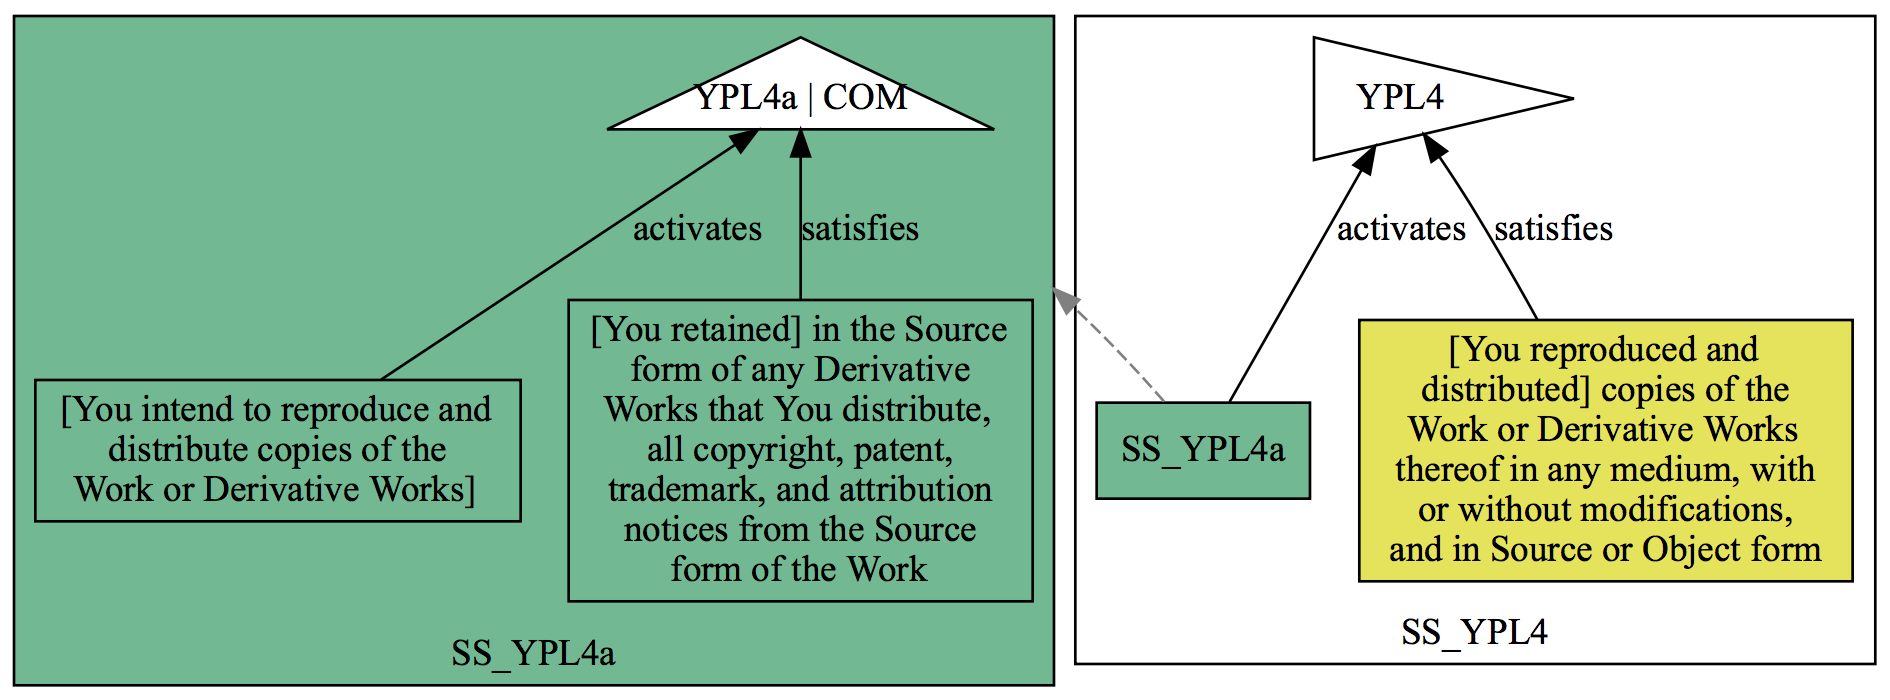 YPL4a | COM
activates
satisfies
[You intend to reproduce and
distribute copies of the
Work or Derivative Works]
[You retained] in the Source
form of any Derivative
Works that You distribute,
all copyright, patent,
trademark, and attribution
notices from the Source
form of the Work
SS_YPL4a
YPL4
activates
satisfies
SS_YPL4a
[You reproduced and
distributed] copies of the
Work or Derivative Works
thereof in any medium, with
or without modifications,
and in Source or Object form
SS_YPL4